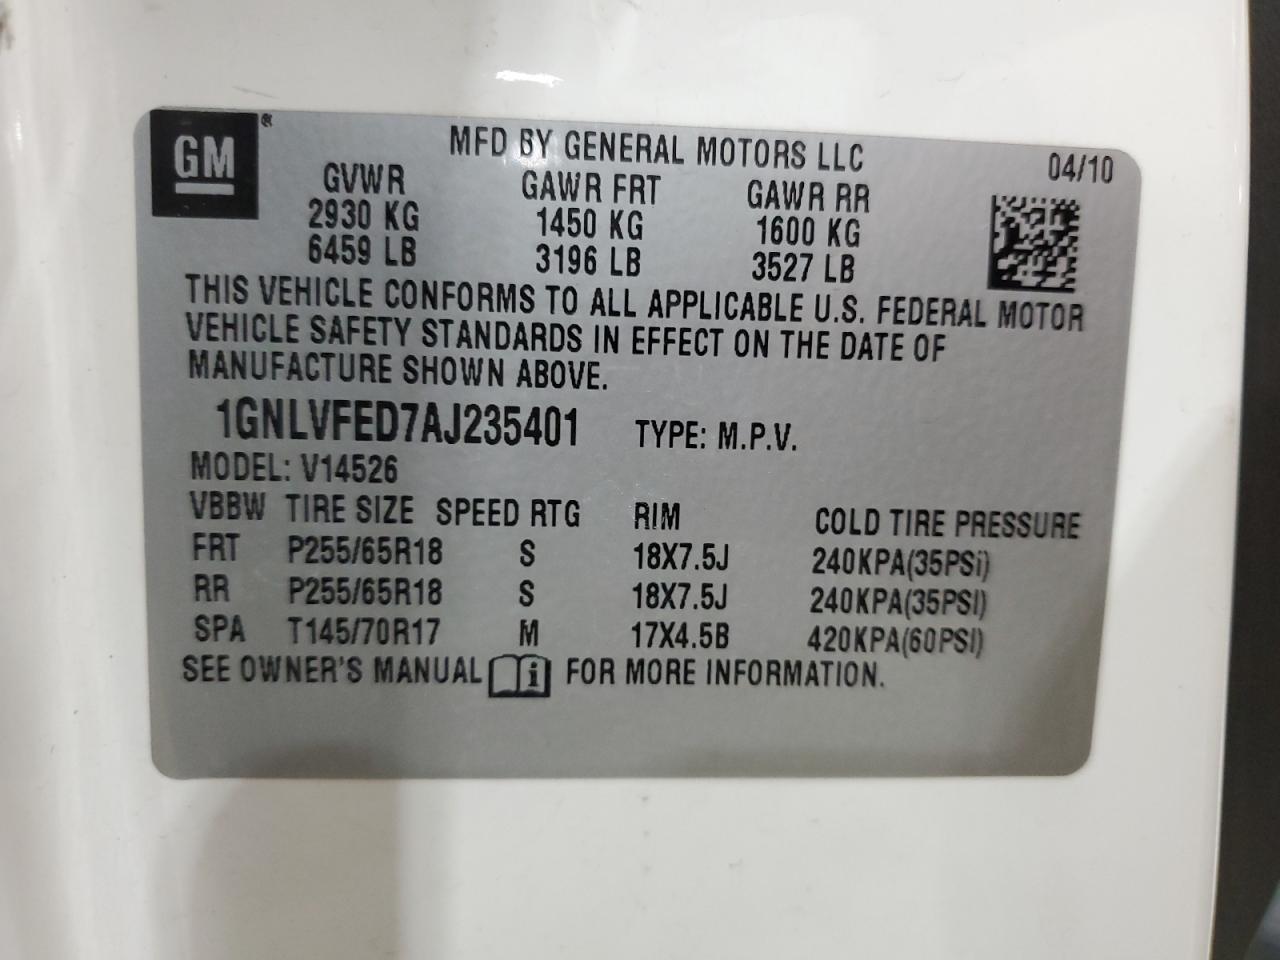 GM®
MFD BY GENERAL MOTORS LLC 04/10
GVWR GAWR FRT GAWR RR
2930 KG 1450 KG 1600 KG
6459 LB 3196 LB 3527 LB
THIS VEHICLE CONFORMS TO ALL APPLICABLE U.S. FEDERAL MOTOR
VEHICLE SAFETY STANDARDS IN EFFECT ON THE DATE OF
MANUFACTURE SHOWN ABOVE.
1GNLVFED7AJ235401 TYPE: M.P.V.
MODEL: V14526
VBBW TIRE SIZE SPEED RTG RIM COLD TIRE PRESSURE
FRT P255/65R18 S 18X7.5J 240KPA(35PSi)
RR P255/65R18 S 18X7.5J 240KPA(35PSI)
SPA T145/70R17 M 17X4.5B 420KPA(60PSI)
SEE OWNER'S MANUAL i FOR MORE INFORMATION.